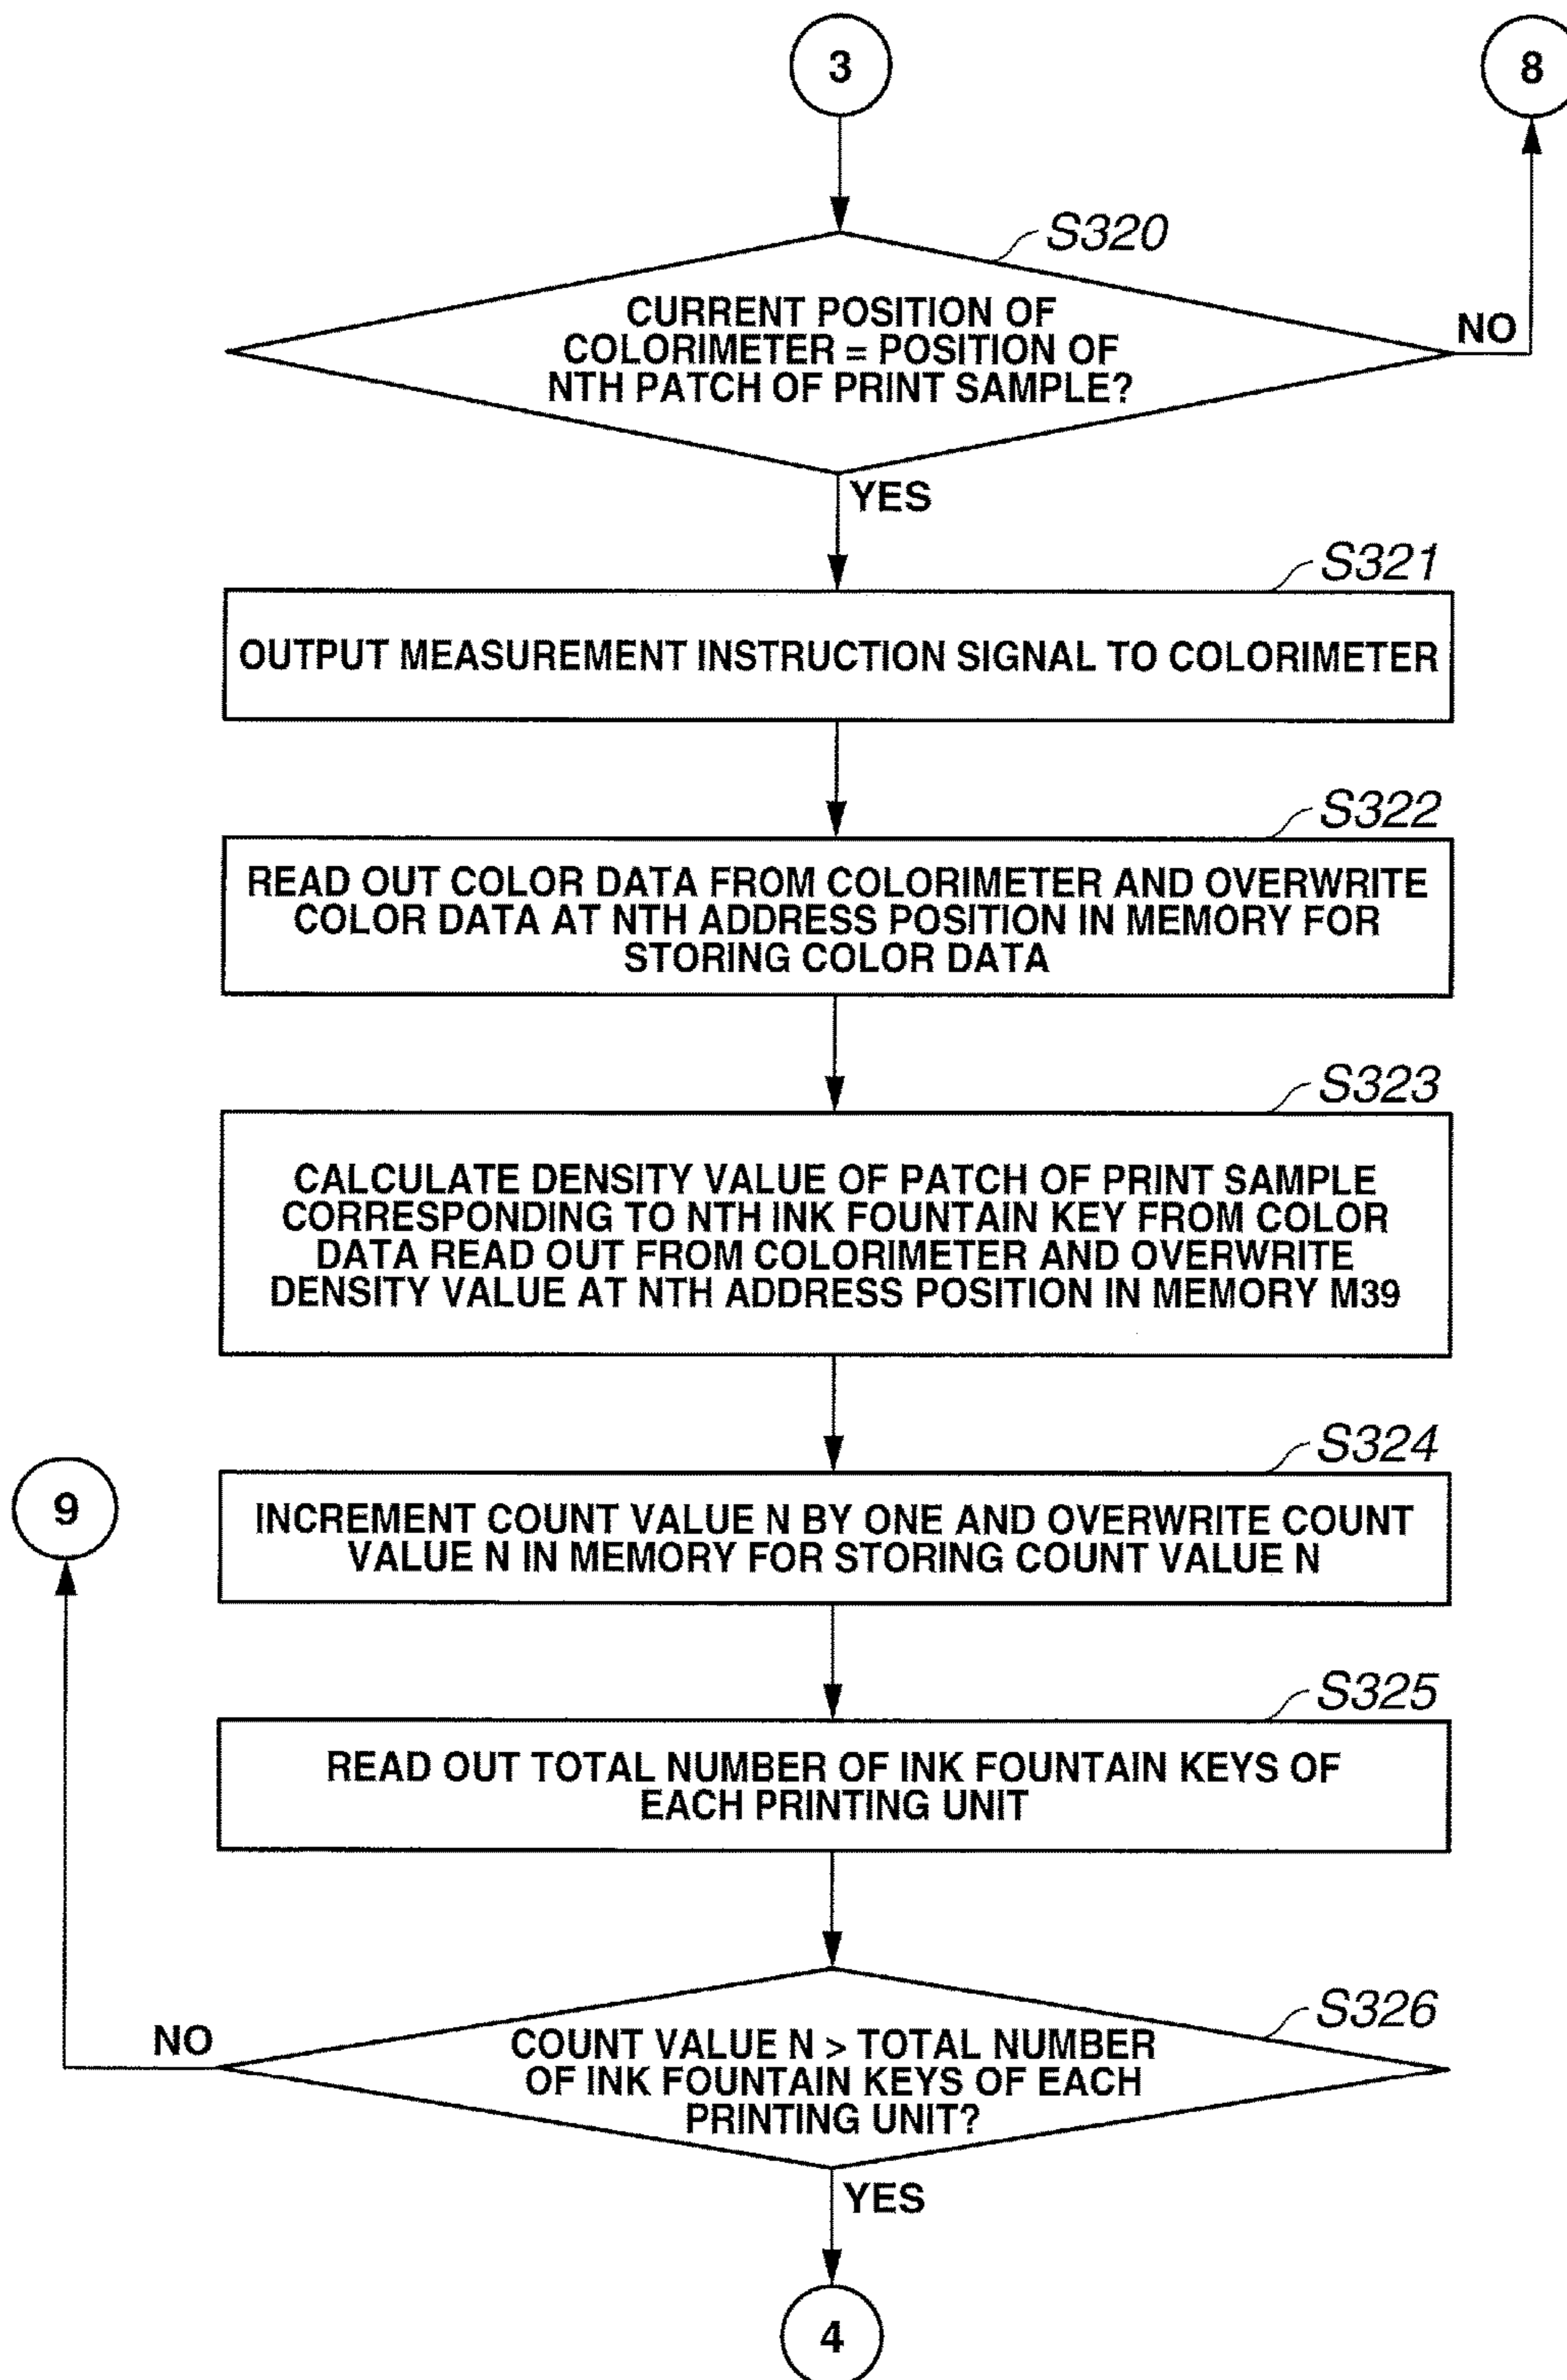 3
8
S320
CURRENT POSITION OF
COLORIMETER = POSITION OF
NTH PATCH OF PRINT SAMPLE?
NO
YES
S321
OUTPUT MEASUREMENT INSTRUCTION SIGNAL TO COLORIMETER
S322
READ OUT COLOR DATA FROM COLORIMETER AND OVERWRITE
COLOR DATA AT NTH ADDRESS POSITION IN MEMORY FOR
STORING COLOR DATA
S323
CALCULATE DENSITY VALUE OF PATCH OF PRINT SAMPLE
CORRESPONDING TO NTH INK FOUNTAIN KEY FROM COLOR
DATA READ OUT FROM COLORIMETER AND OVERWRITE
DENSITY VALUE AT NTH ADDRESS POSITION IN MEMORY M39
S324
9
INCREMENT COUNT VALUE N BY ONE AND OVERWRITE COUNT
VALUE N IN MEMORY FOR STORING COUNT VALUE N
S325
READ OUT TOTAL NUMBER OF INK FOUNTAIN KEYS OF
EACH PRINTING UNIT
S326
NO
COUNT VALUE N > TOTAL NUMBER
OF INK FOUNTAIN KEYS OF EACH
PRINTING UNIT?
YES
4